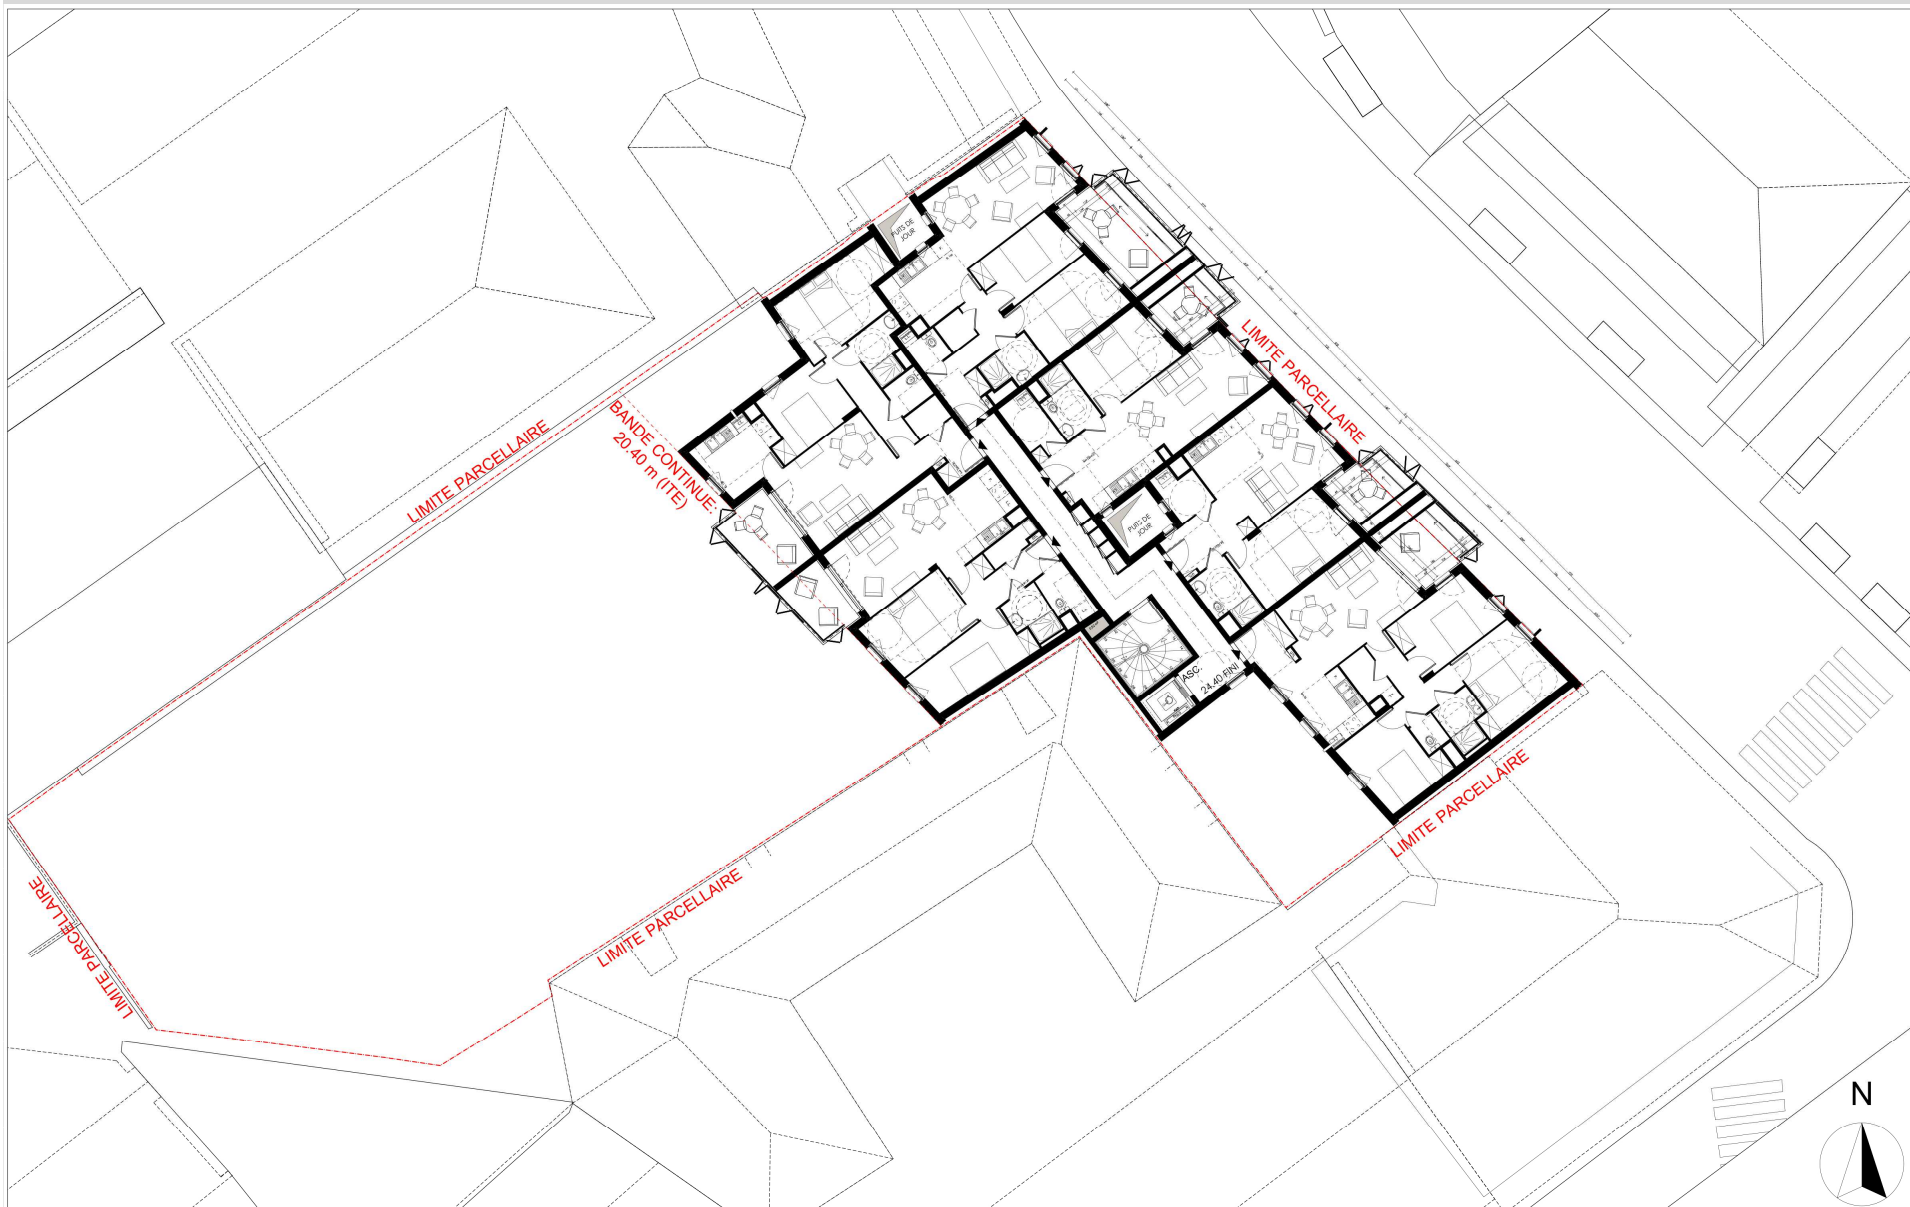 PUITS DE
JOUR
LIMITE PARCELLAIRE
BANDE CONTINUE:
20.40 m (ITE)
LIMITE PARCELLAIRE
PUITS DE
JOUR
ASC.
24.40 FINI
LIMITE PARCELLAIRE
LIMITE PARCELLAIRE
LIMITE PARCELLAIRE
N